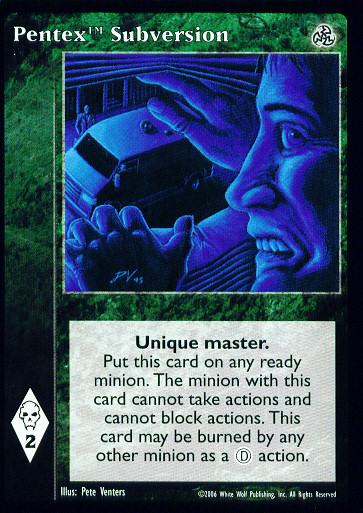 Pentex™ Subversion
PV '95
Unique master.
Put this card on any ready
minion. The minion with this
card cannot take actions and
cannot block actions. This
card may be burned by any
other minion as a Ⓓ action.
2
Illus: Pete Venters
©2006 White Wolf Publishing, Inc. All Rights Reserved